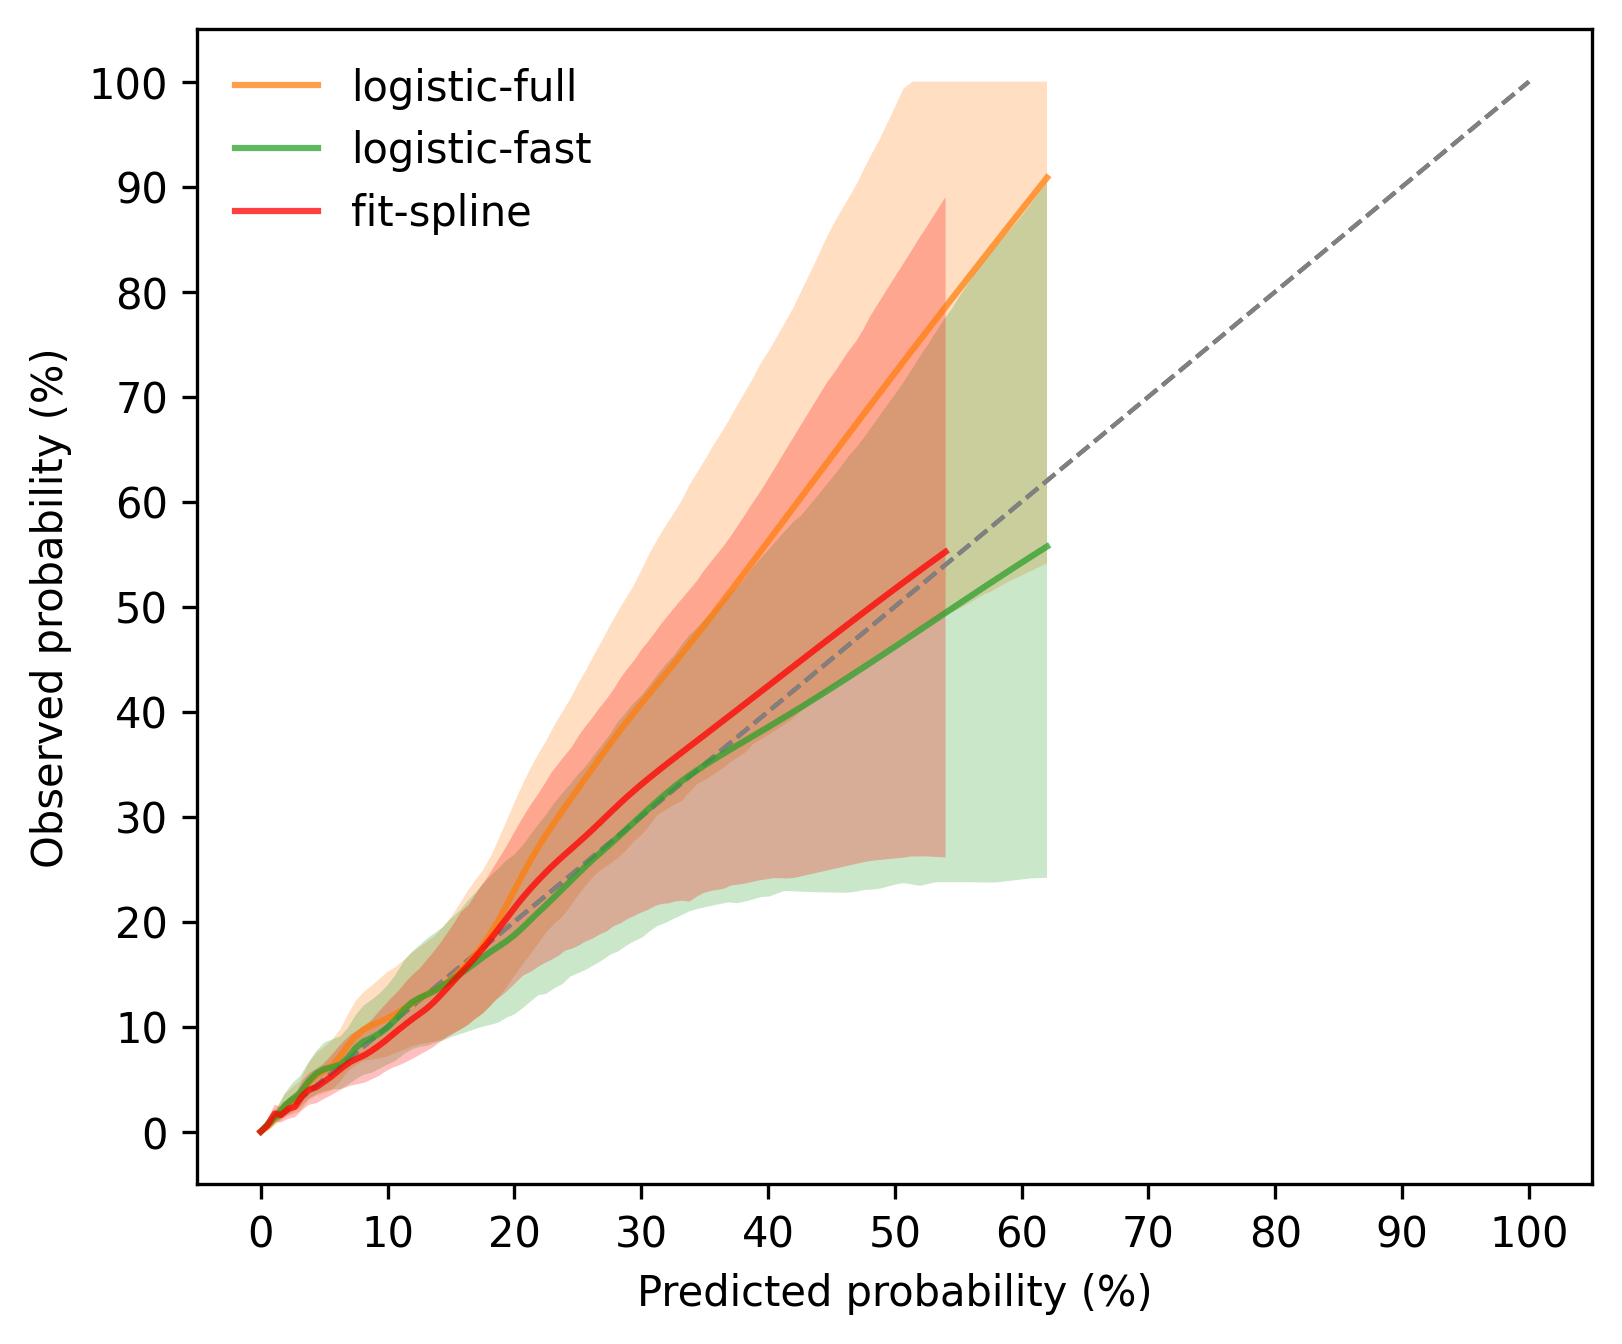 logistic-full
logistic-fast
fit-spline
100
90
80
70
60
50
40
30
20
10
0
Observed probability (%)
0 10 20 30 40 50 60 70 80 90 100
Predicted probability (%)